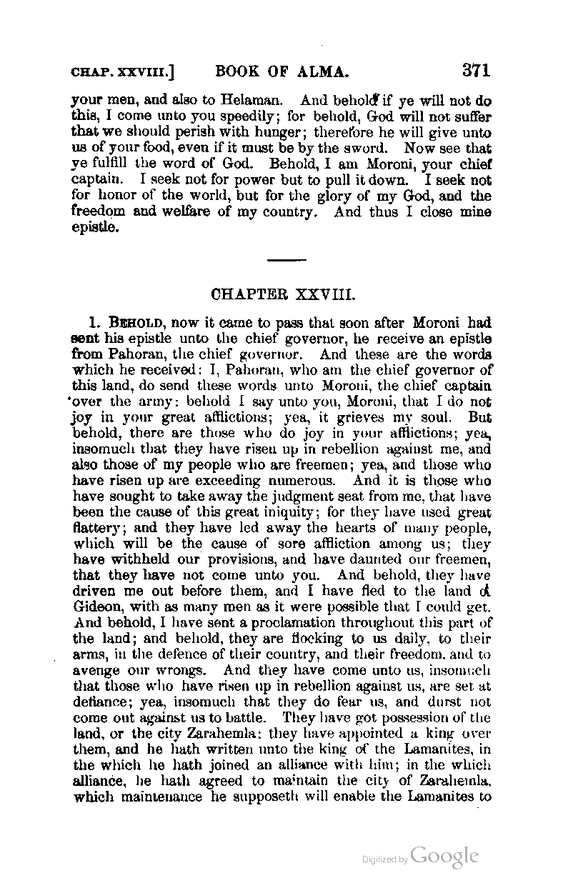 CHAP. XXVIII.] BOOK OF ALMA. 371
your men, and also to Helaman. And behold if ye will not do
this, I come unto you speedily; for behold, God will not suffer
that we should perish with hunger; therefore he will give unto
us of your food, even if it must be by the sword. Now see that
ye fulfill the word of God. Behold, I am Moroni, your chief
captain. I seek not for power but to pull it down. I seek not
for honor of the world, but for the glory of my God, and the
freedom and welfare of my country. And thus I close mine
epistle.
CHAPTER XXVIII.
1. BEHOLD, now it came to pass that soon after Moroni had
sent his epistle unto the chief governor, he receive an epistle
from Pahoran, the chief governor. And these are the words
which he received: I, Pahoran, who am the chief governor of
this land, do send these words unto Moroni, the chief captain
over the army: behold I say unto you, Moroni, that I do not
joy in your great afflictions; yea, it grieves my soul. But
behold, there are those who do joy in your afflictions; yea,
insomuch that they have risen up in rebellion against me, and
also those of my people who are freemen; yea, and those who
have risen up are exceeding numerous. And it is those who
have sought to take away the judgment seat from me, that have
been the cause of this great iniquity; for they have used great
flattery; and they have led away the hearts of many people,
which will be the cause of sore affliction among us; they
have withheld our provisions, and have daunted our freemen,
that they have not come unto you. And behold, they have
driven me out before them, and I have fled to the land of
Gideon, with as many men as it were possible that I could get.
And behold, I have sent a proclamation throughout this part of
the land; and behold, they are flocking to us daily, to their
arms, in the defence of their country, and their freedom, and to
avenge our wrongs. And they have come unto us, insomuch
that those who have risen up in rebellion against us, are set at
defiance; yea, insomuch that they do fear us, and durst not
come out against us to battle. They have got possession of the
land, or the city Zarahemla: they have appointed a king over
them, and he hath written unto the king of the Lamanites, in
the which he hath joined an alliance with him; in the which
alliance, he hath agreed to maintain the city of Zarahemla,
which maintenance he supposeth will enable the Lamanites to
Digitized by Google